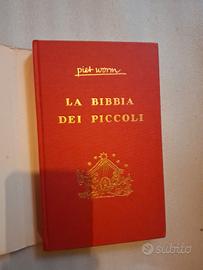 piet worm
LA BIBBIA
DEI PICCOLI
subito